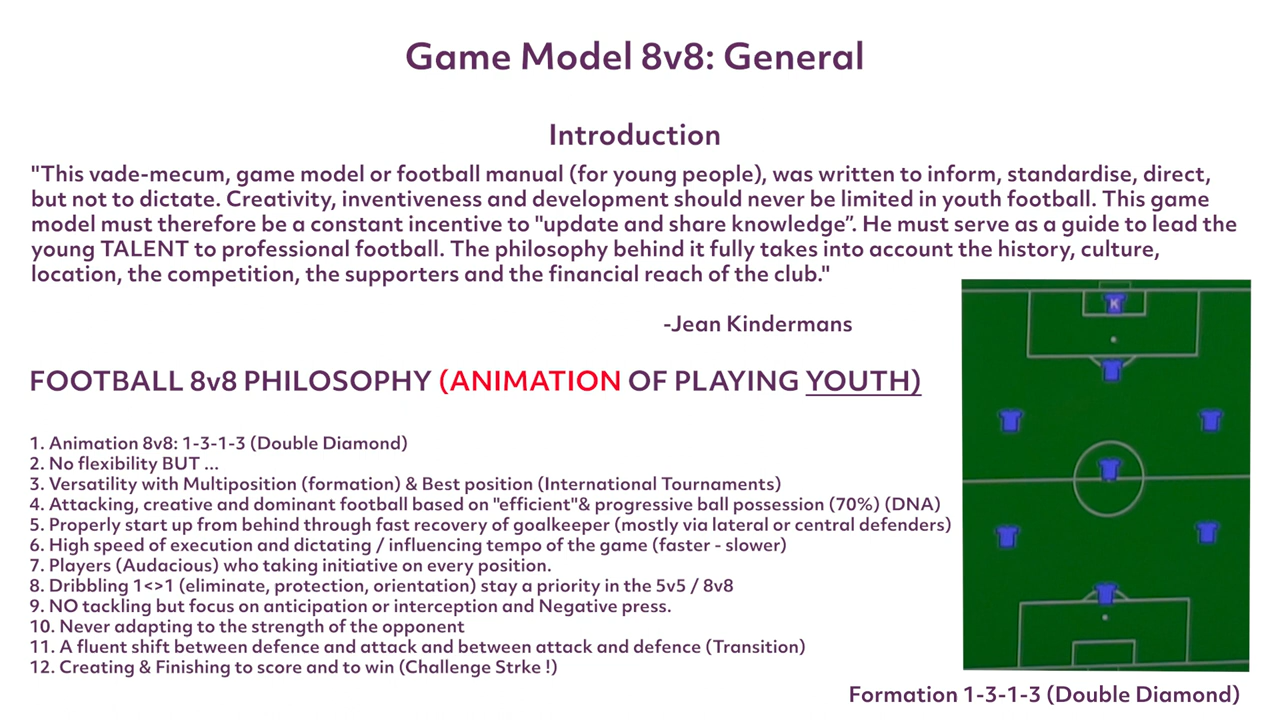 Game Model 8v8: General
Introduction
"This vade-mecum, game model or football manual (for young people), was written to inform, standardise, direct,
but not to dictate. Creativity, inventiveness and development should never be limited in youth football. This game
model must therefore be a constant incentive to "update and share knowledge”. He must serve as a guide to lead the
young TALENT to professional football. The philosophy behind it fully takes into account the history, culture,
location, the competition, the supporters and the financial reach of the club."
-Jean Kindermans
FOOTBALL 8v8 PHILOSOPHY (ANIMATION OF PLAYING YOUTH)
1. Animation 8v8: 1-3-1-3 (Double Diamond)
2. No flexibility BUT ...
3. Versatility with Multiposition (formation) & Best position (International Tournaments)
4. Attacking, creative and dominant football based on "efficient"& progressive ball possession (70%) (DNA)
5. Properly start up from behind through fast recovery of goalkeeper (mostly via lateral or central defenders)
6. High speed of execution and dictating / influencing tempo of the game (faster - slower)
7. Players (Audacious) who taking initiative on every position.
8. Dribbling 1<>1 (eliminate, protection, orientation) stay a priority in the 5v5 / 8v8
9. NO tackling but focus on anticipation or interception and Negative press.
10. Never adapting to the strength of the opponent
11. A fluent shift between defence and attack and between attack and defence (Transition)
12. Creating & Finishing to score and to win (Challenge Strke !)
K
Formation 1-3-1-3 (Double Diamond)